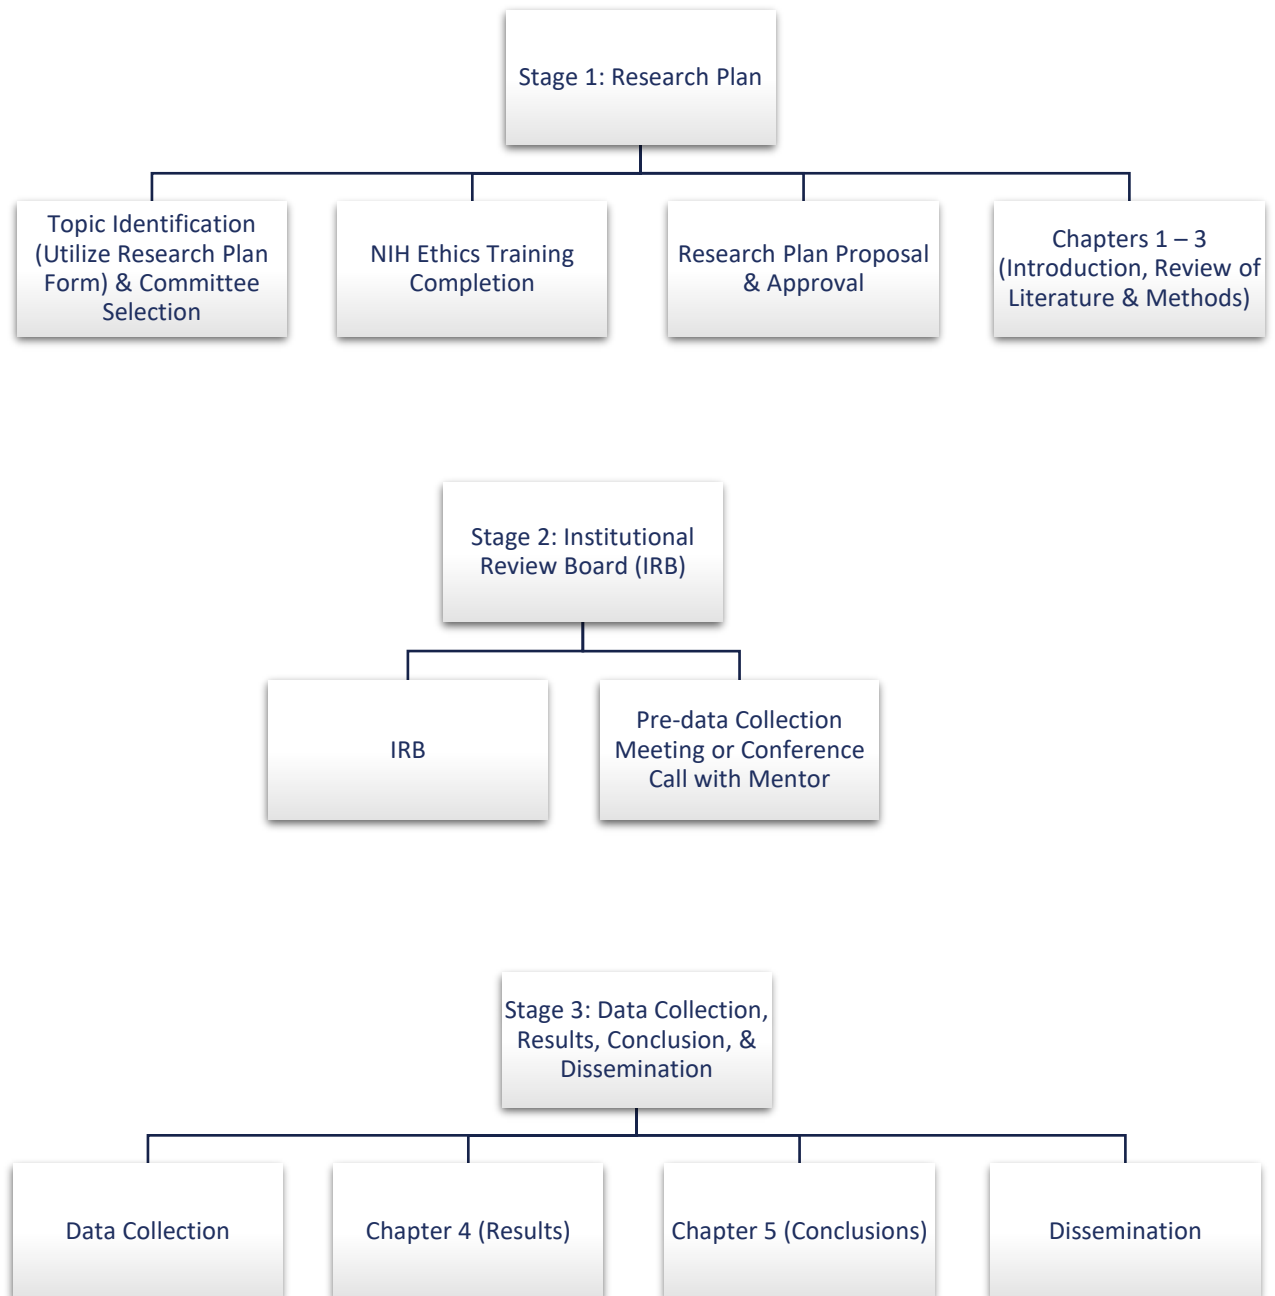 Stage 1: Research Plan
Topic Identification
(Utilize Research Plan
Form) & Committee
Selection
NIH Ethics Training
Completion
Research Plan Proposal
& Approval
Chapters 1 – 3
(Introduction, Review of
Literature & Methods)
Stage 2: Institutional
Review Board (IRB)
IRB
Pre-data Collection
Meeting or Conference
Call with Mentor
Stage 3: Data Collection,
Results, Conclusion, &
Dissemination
Data Collection
Chapter 4 (Results)
Chapter 5 (Conclusions)
Dissemination